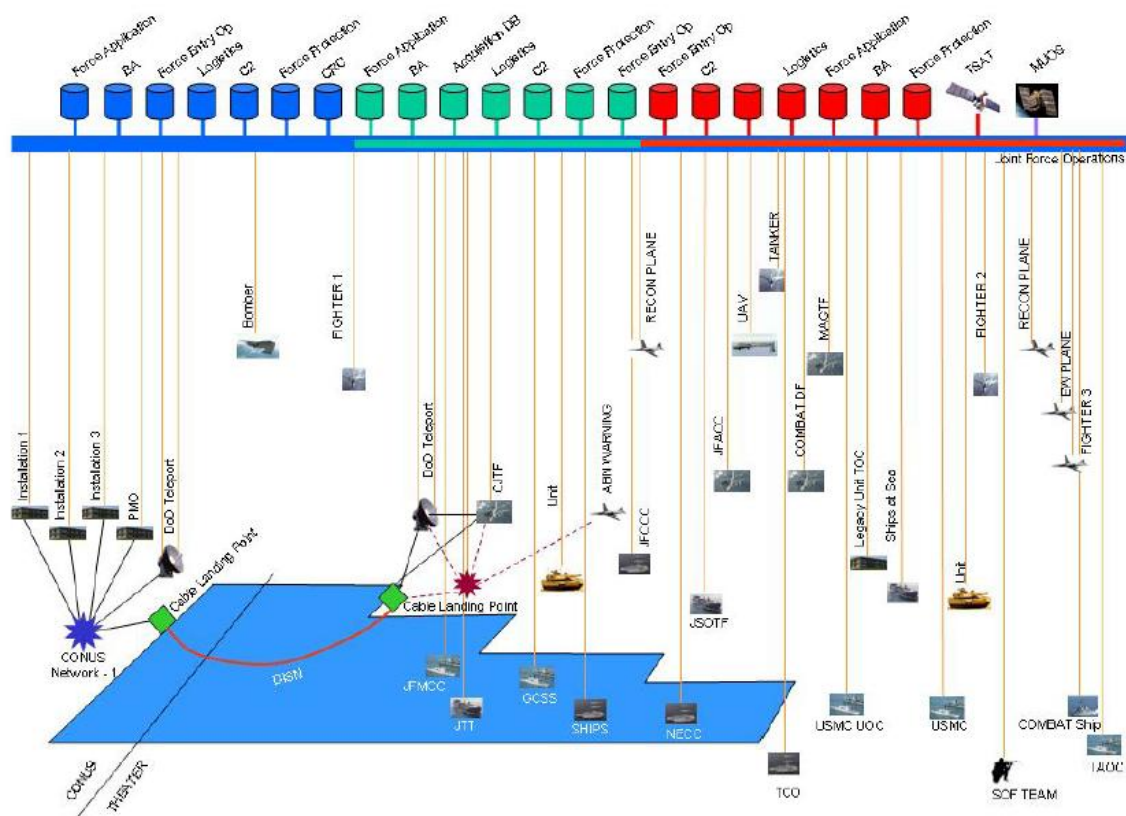 Force Application
BA
Force Entry Op
Logistics
C2
Force Protection
CRC
Force Application
BA
Acquisition DB
Logistics
C2
Force Protection
Force Entry Op
Force Entry Op
C2
Logistics
Force Application
BA
Force Protection
TSAT
MUOS
Joint Force Operations
Installation 1
Installation 2
Installation 3
PMO
DoD Teleport
Bomber
FIGHTER 1
DoD Teleport
CJTF
Unit
ABN WARNING
RECON PLANE
JFCCC
JSOTF
JFACC
UAV
TANKER
COMBAT DF
MAGTF
Legacy Unit TOC
Ships at Sea
Unit
FIGHTER 2
RECON PLANE
EW PLANE
FIGHTER 3
CONUS
Network - 1
Cable Landing Point
Cable Landing Point
DISN
JFMCC
JTT
GCSS
SHIPS
NECC
TCO
USMC UOC
USMC
SOF TEAM
COMBAT Ship
TAOC
CONUS
THEATER